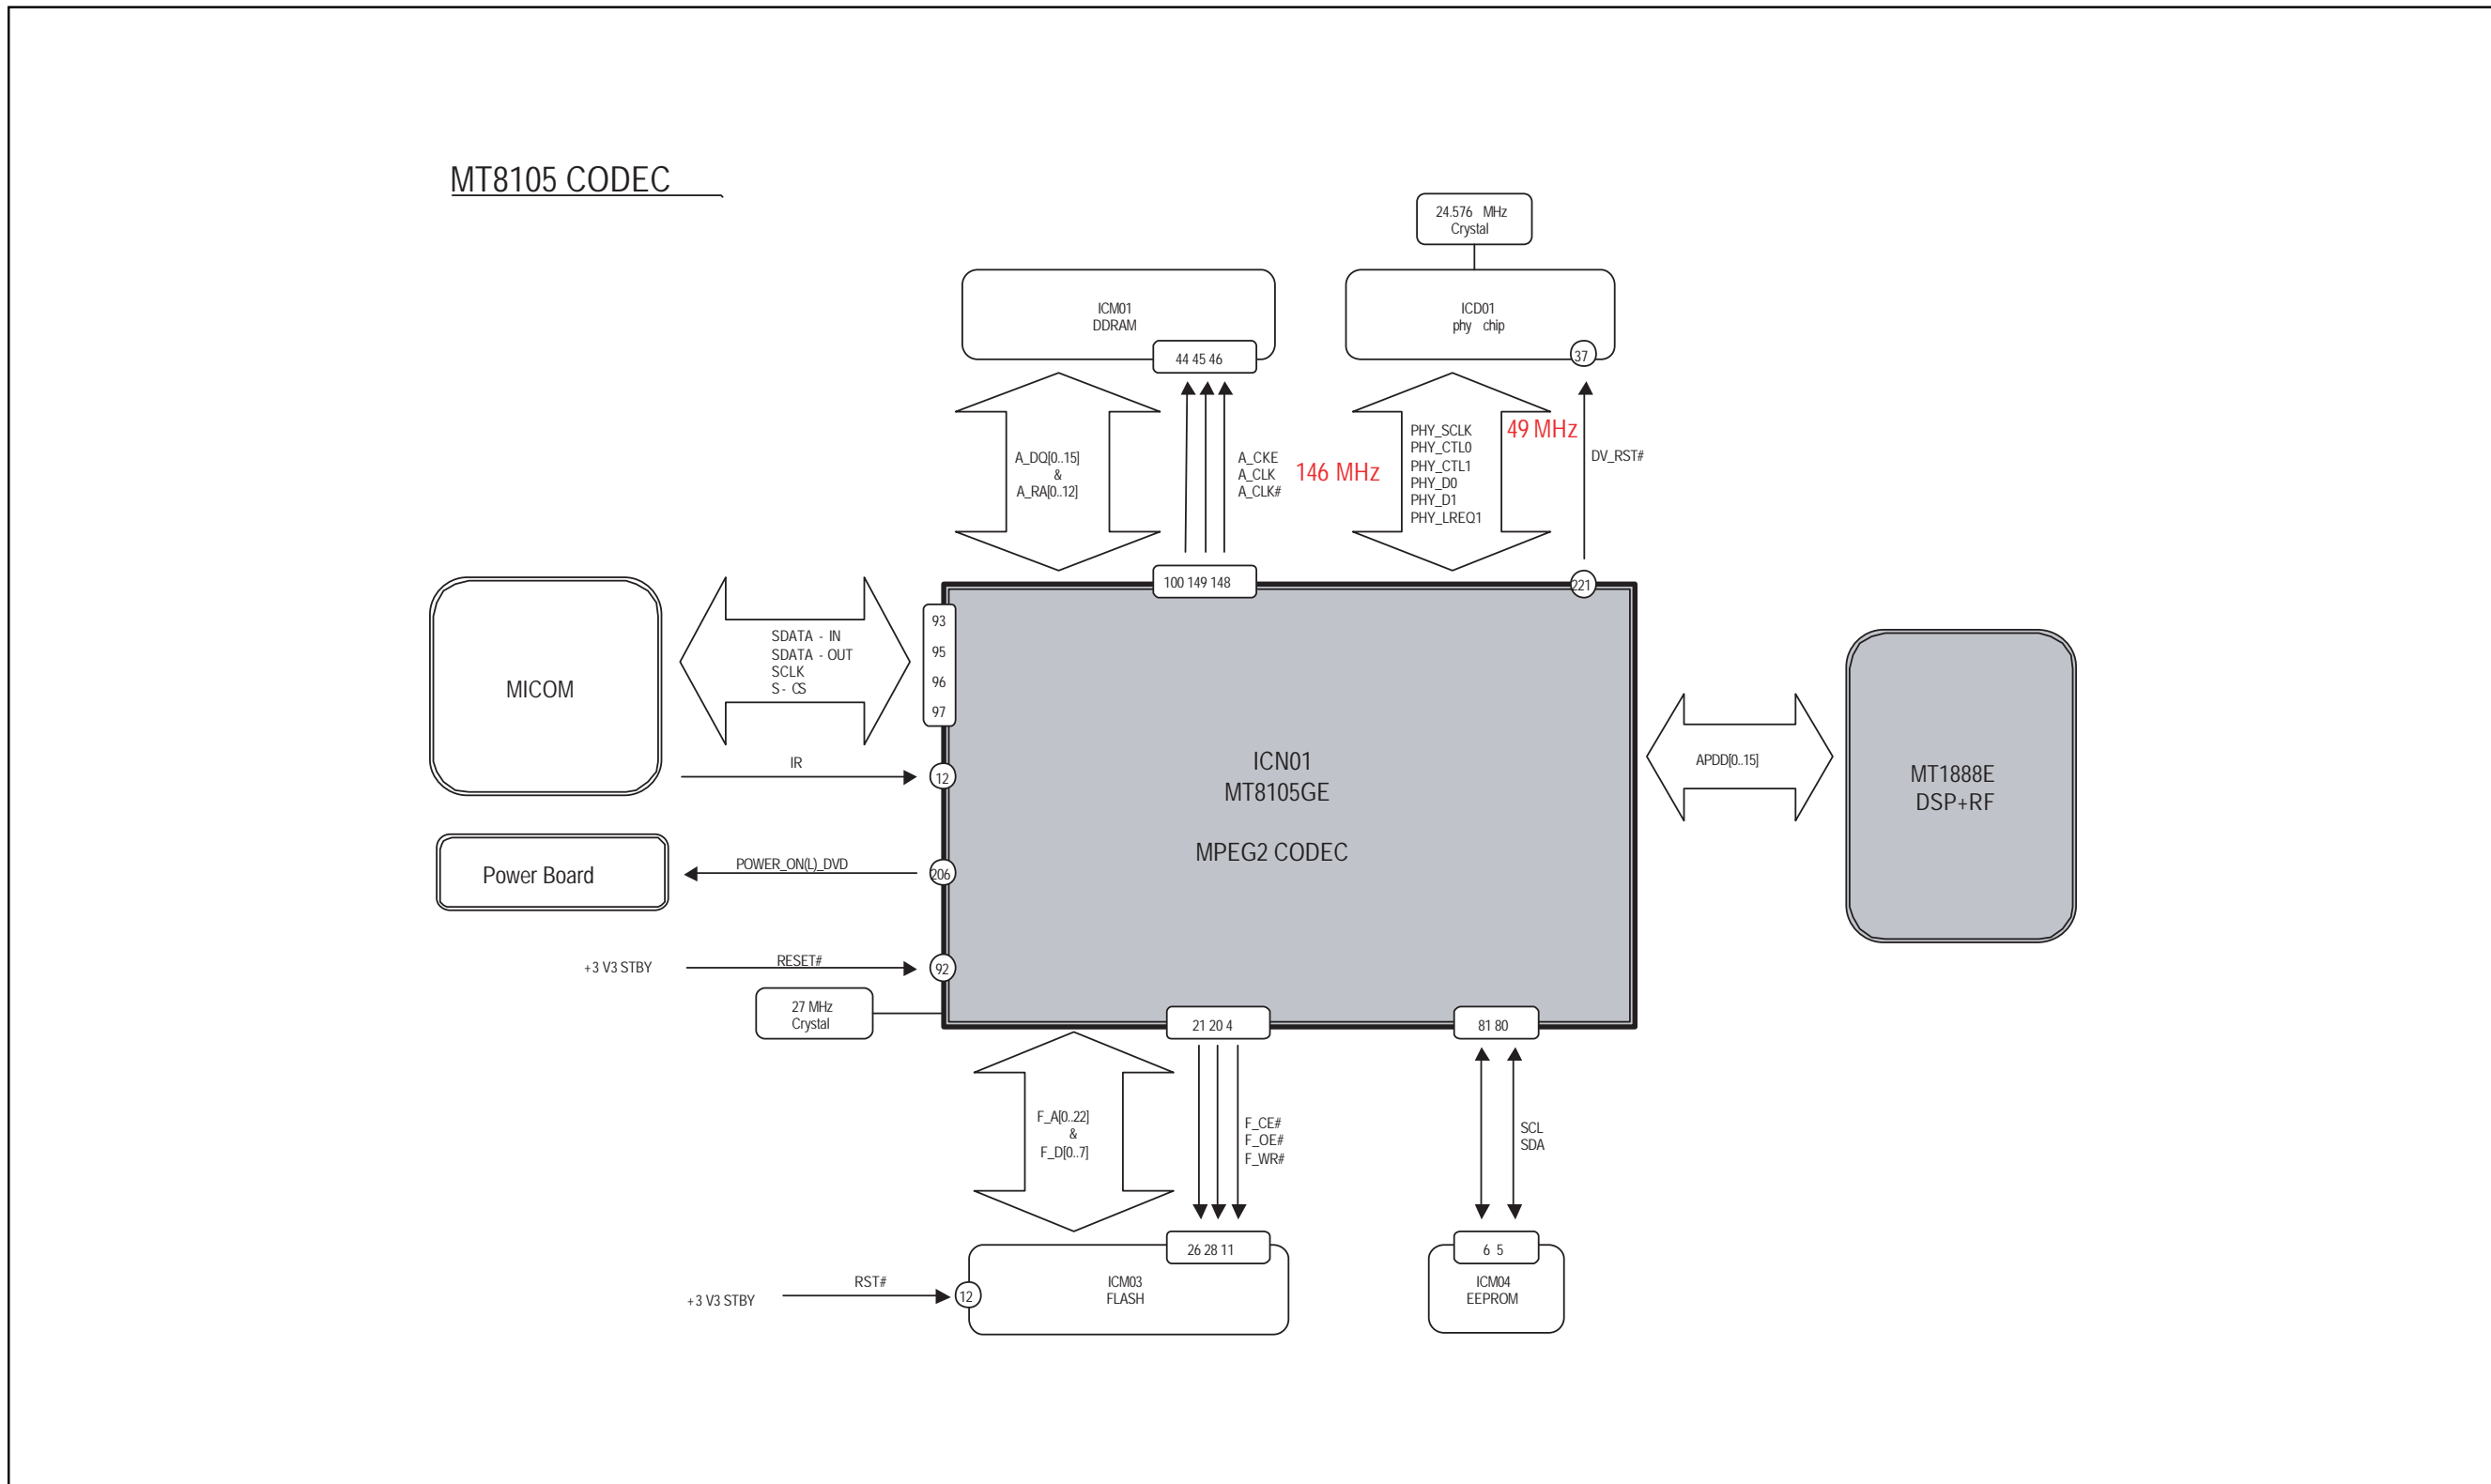 MT8105 CODEC
24.576 MHz
Crystal
ICM01
DDRAM
44 45 46
ICD01
phy chip
37
A_DQ[0..15]
&
A_RA[0..12]
A_CKE
A_CLK
A_CLK#
146 MHz
PHY_SCLK
PHY_CTL0
PHY_CTL1
PHY_D0
PHY_D1
PHY_LREQ1
49 MHz
DV_RST#
100 149 148
221
MICOM
SDATA - IN
SDATA - OUT
SCLK
S - CS
93
95
96
97
IR
12
Power Board
POWER_ON(L)_DVD
206
+3 V3 STBY
RESET#
92
27 MHz
Crystal
ICN01
MT8105GE
MPEG2 CODEC
APDD[0..15]
MT1888E
DSP+RF
21 20 4
81 80
F_A[0..22]
&
F_D[0..7]
F_CE#
F_OE#
F_WR#
SCL
SDA
26 28 11
6 5
+3 V3 STBY
RST#
12
ICM03
FLASH
ICM04
EEPROM